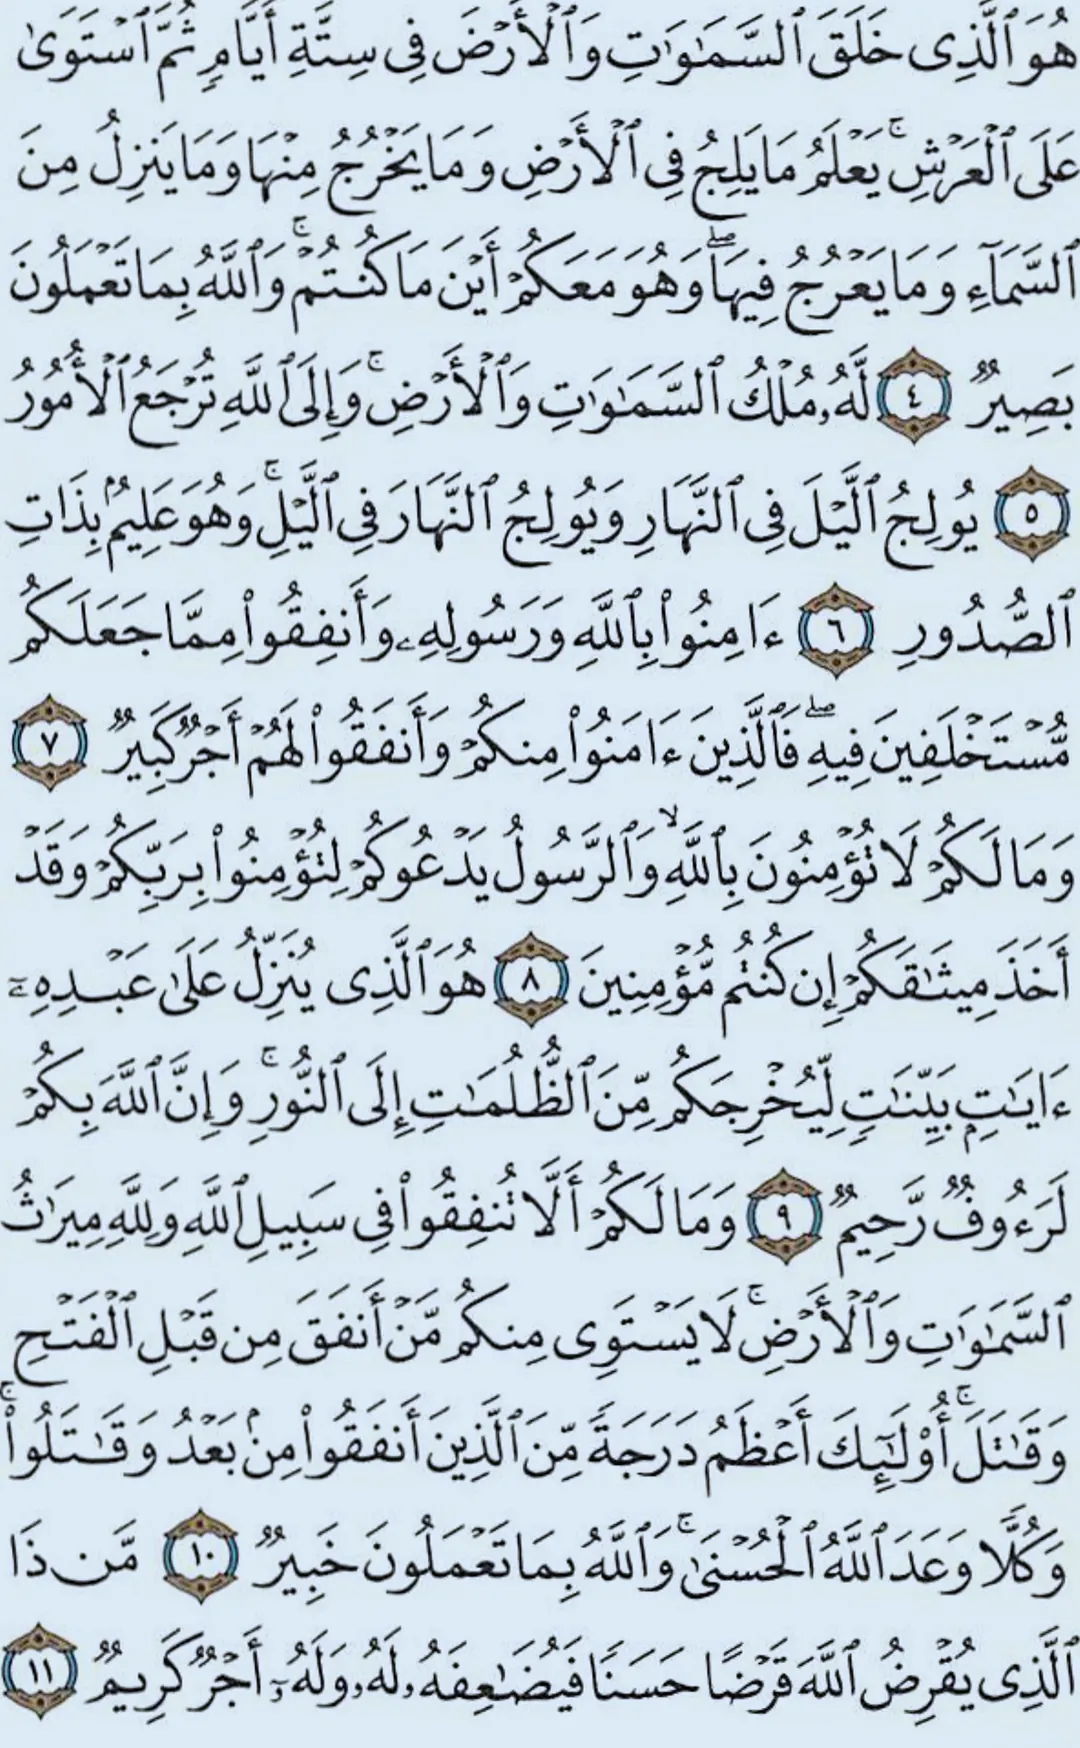 هُوَ ٱلَّذِى خَلَقَ ٱلسَّمَٰوَٰتِ وَٱلْأَرْضَ فِى سِتَّةِ أَيَّامٍ ثُمَّ ٱسْتَوَىٰ
عَلَى ٱلْعَرْشِ ۚ يَعْلَمُ مَا يَلِجُ فِى ٱلْأَرْضِ وَمَا يَخْرُجُ مِنْهَا وَمَا يَنزِلُ مِنَ
ٱلسَّمَآءِ وَمَا يَعْرُجُ فِيهَا ۖ وَهُوَ مَعَكُمْ أَيْنَ مَا كُنتُمْ ۚ وَٱللَّهُ بِمَا تَعْمَلُونَ
بَصِيرٌ ٤ لَّهُۥ مُلْكُ ٱلسَّمَٰوَٰتِ وَٱلْأَرْضِ ۚ وَإِلَى ٱللَّهِ تُرْجَعُ ٱلْأُمُورُ
٥ يُولِجُ ٱلَّيْلَ فِى ٱلنَّهَارِ وَيُولِجُ ٱلنَّهَارَ فِى ٱلَّيْلِ ۚ وَهُوَ عَلِيمٌۢ بِذَاتِ
ٱلصُّدُورِ ٦ ءَامِنُوا۟ بِٱللَّهِ وَرَسُولِهِۦ وَأَنفِقُوا۟ مِمَّا جَعَلَكُم
مُّسْتَخْلَفِينَ فِيهِ ۖ فَٱلَّذِينَ ءَامَنُوا۟ مِنكُمْ وَأَنفَقُوا۟ لَهُمْ أَجْرٌ كَبِيرٌ ٧
وَمَا لَكُمْ لَا تُؤْمِنُونَ بِٱللَّهِ ۙ وَٱلرَّسُولُ يَدْعُوكُمْ لِتُؤْمِنُوا۟ بِرَبِّكُمْ وَقَدْ
أَخَذَ مِيثَٰقَكُمْ إِن كُنتُم مُّؤْمِنِينَ ٨ هُوَ ٱلَّذِى يُنَزِّلُ عَلَىٰ عَبْدِهِۦٓ
ءَايَٰتٍۭ بَيِّنَٰتٍ لِّيُخْرِجَكُم مِّنَ ٱلظُّلُمَٰتِ إِلَى ٱلنُّورِ ۚ وَإِنَّ ٱللَّهَ بِكُمْ
لَرَءُوفٌ رَّحِيمٌ ٩ وَمَا لَكُمْ أَلَّا تُنفِقُوا۟ فِى سَبِيلِ ٱللَّهِ وَلِلَّهِ مِيرَٰثُ
ٱلسَّمَٰوَٰتِ وَٱلْأَرْضِ ۚ لَا يَسْتَوِى مِنكُم مَّنْ أَنفَقَ مِن قَبْلِ ٱلْفَتْحِ
وَقَٰتَلَ ۚ أُو۟لَٰٓئِكَ أَعْظَمُ دَرَجَةً مِّنَ ٱلَّذِينَ أَنفَقُوا۟ مِنۢ بَعْدُ وَقَٰتَلُوا۟ ۚ
وَكُلًّا وَعَدَ ٱللَّهُ ٱلْحُسْنَىٰ ۚ وَٱللَّهُ بِمَا تَعْمَلُونَ خَبِيرٌ ١٠ مَّن ذَا
ٱلَّذِى يُقْرِضُ ٱللَّهَ قَرْضًا حَسَنًا فَيُضَٰعِفَهُۥ لَهُۥ وَلَهُۥٓ أَجْرٌ كَرِيمٌ ١١